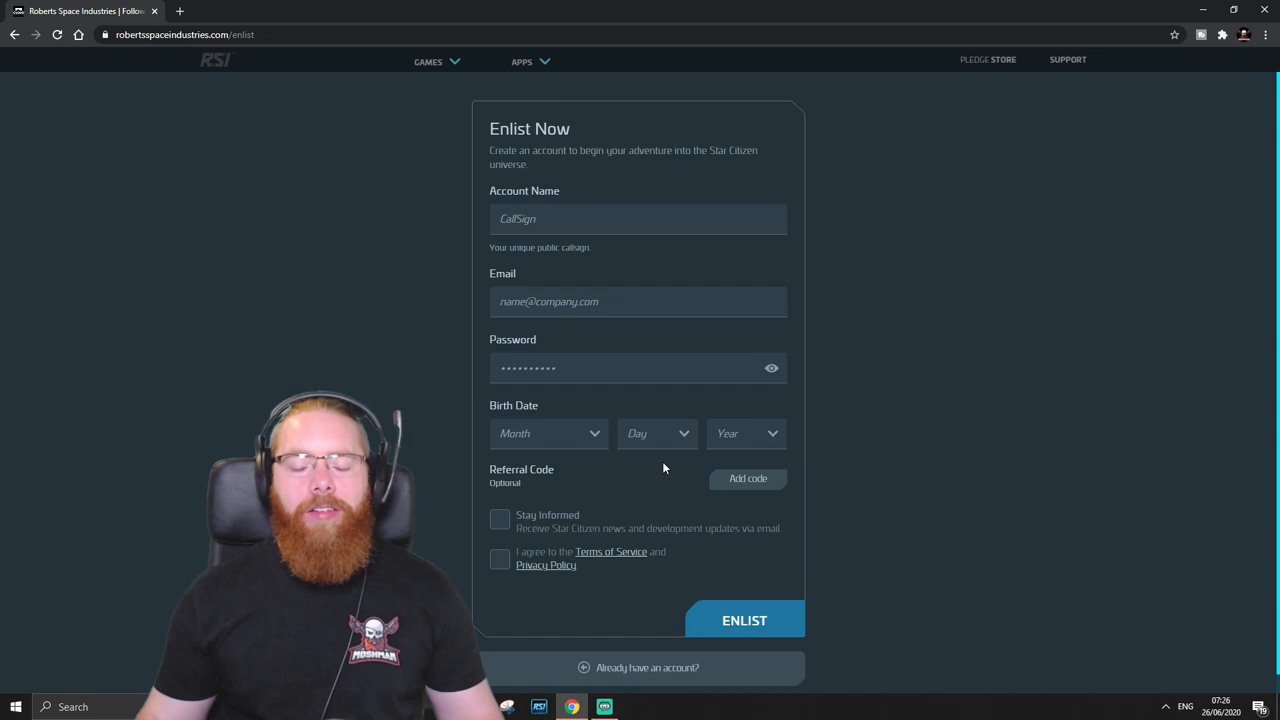 Roberts Space Industries | Follow
robertsspaceindustries.com/enlist
RSI
GAMES
APPS
PLEDGE STORE
SUPPORT
Enlist Now
Create an account to begin your adventure into the Star Citizen
universe.
Account Name
CallSign
Your unique public callsign.
Email
name@company.com
Password
Birth Date
Month
Day
Year
Referral Code
Optional
Add code
Stay Informed
Receive Star Citizen news and development updates via email.
I agree to the Terms of Service and
Privacy Policy.
ENLIST
Already have an account?
MOSHMAN
Search
RSI
ENG
07:26
26/06/2020